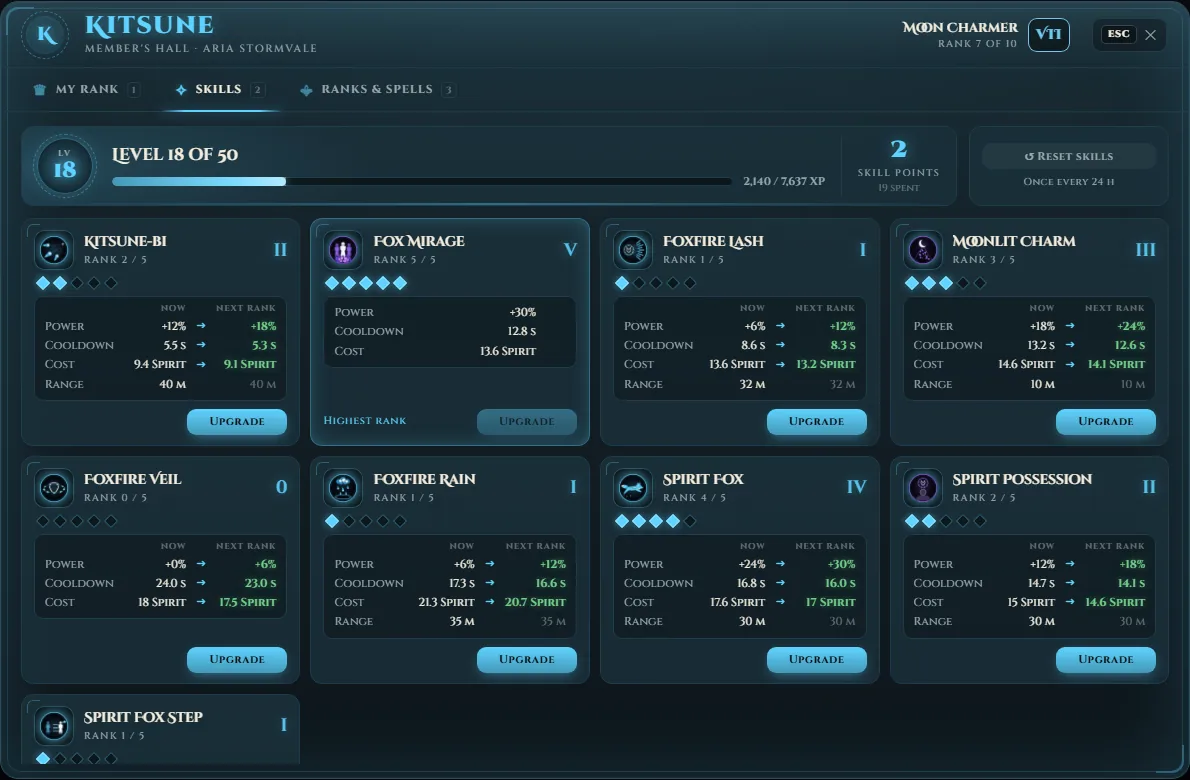 K
KITSUNE
MEMBER'S HALL · ARIA STORMVALE
MOON CHARMER
RANK 7 OF 10
VII
ESC
MY RANK 1
SKILLS 2
RANKS & SPELLS 3
LV
18
LEVEL 18 OF 50
2,140 / 7,637 XP
2
SKILL POINTS
19 SPENT
↺ RESET SKILLS
ONCE EVERY 24 H
KITSUNE-BI
RANK 2 / 5
II
NOW NEXT RANK
POWER +12% → +18%
COOLDOWN 5.5 S → 5.3 S
COST 9.4 SPIRIT → 9.1 SPIRIT
RANGE 40 M 40 M
UPGRADE
FOX MIRAGE
RANK 5 / 5
V
POWER +30%
COOLDOWN 12.8 S
COST 13.6 SPIRIT
HIGHEST RANK
UPGRADE
FOXFIRE LASH
RANK 1 / 5
I
NOW NEXT RANK
POWER +6% → +12%
COOLDOWN 8.6 S → 8.3 S
COST 13.6 SPIRIT → 13.2 SPIRIT
RANGE 32 M 32 M
UPGRADE
MOONLIT CHARM
RANK 3 / 5
III
NOW NEXT RANK
POWER +18% → +24%
COOLDOWN 13.2 S → 12.6 S
COST 14.6 SPIRIT → 14.1 SPIRIT
RANGE 10 M 10 M
UPGRADE
FOXFIRE VEIL
RANK 0 / 5
0
NOW NEXT RANK
POWER +0% → +6%
COOLDOWN 24.0 S → 23.0 S
COST 18 SPIRIT → 17.5 SPIRIT
UPGRADE
FOXFIRE RAIN
RANK 1 / 5
I
NOW NEXT RANK
POWER +6% → +12%
COOLDOWN 17.3 S → 16.6 S
COST 21.3 SPIRIT → 20.7 SPIRIT
RANGE 35 M 35 M
UPGRADE
SPIRIT FOX
RANK 4 / 5
IV
NOW NEXT RANK
POWER +24% → +30%
COOLDOWN 16.8 S → 16.0 S
COST 17.6 SPIRIT → 17 SPIRIT
RANGE 30 M 30 M
UPGRADE
SPIRIT POSSESSION
RANK 2 / 5
II
NOW NEXT RANK
POWER +12% → +18%
COOLDOWN 14.7 S → 14.1 S
COST 15 SPIRIT → 14.6 SPIRIT
RANGE 30 M 30 M
UPGRADE
SPIRIT FOX STEP
RANK 1 / 5
I